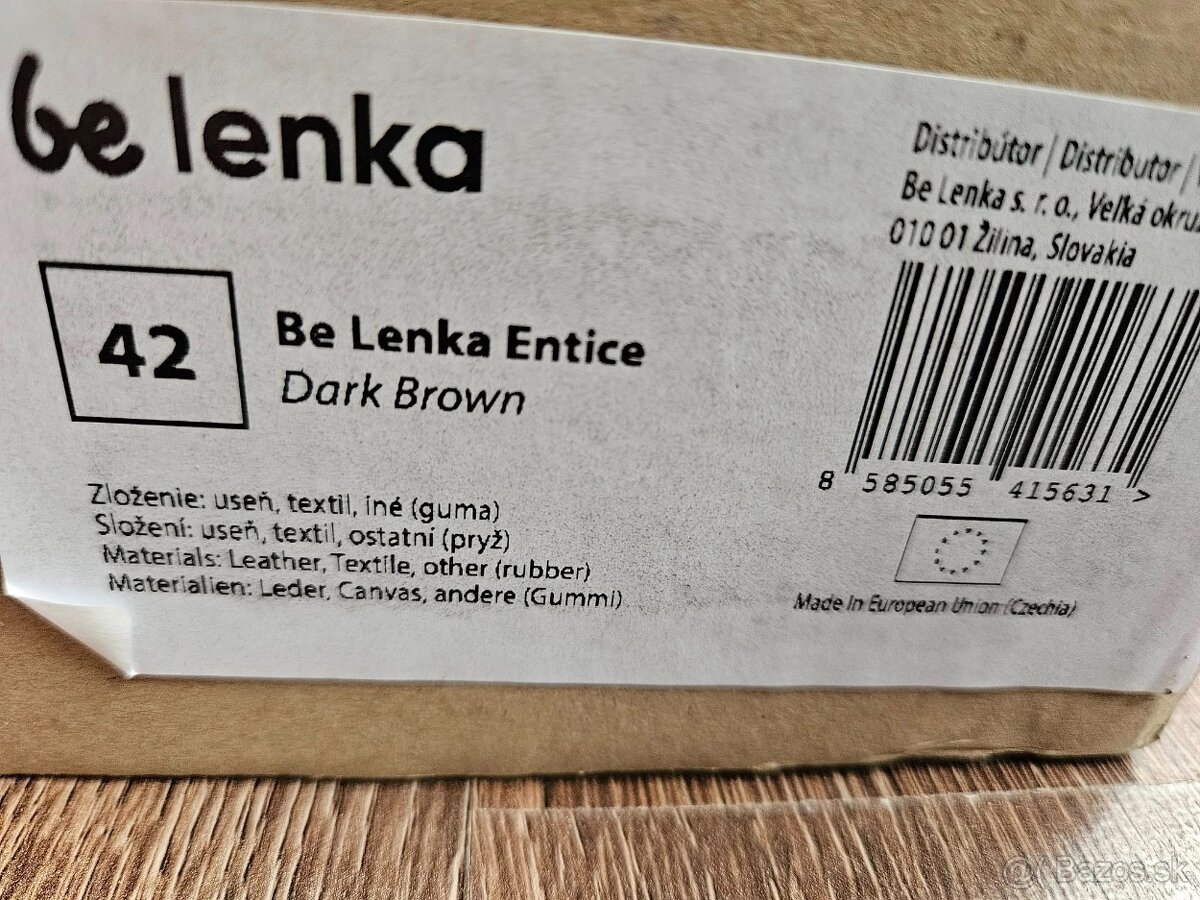 be lenka
Distribútor / Distributor /
Be Lenka s. r. o., Veľká
010 01 Žilina, Slovakia
42
Be Lenka Entice
Dark Brown
8 585055 415631 >
Zloženie: useň, textil, iné (guma)
Složení: useň, textil, ostatní (pryž)
Materials: Leather, Textile, other (rubber)
Materialien: Leder, Canvas, andere (Gummi)
Made in European Union (Czechia)
Bazos.sk